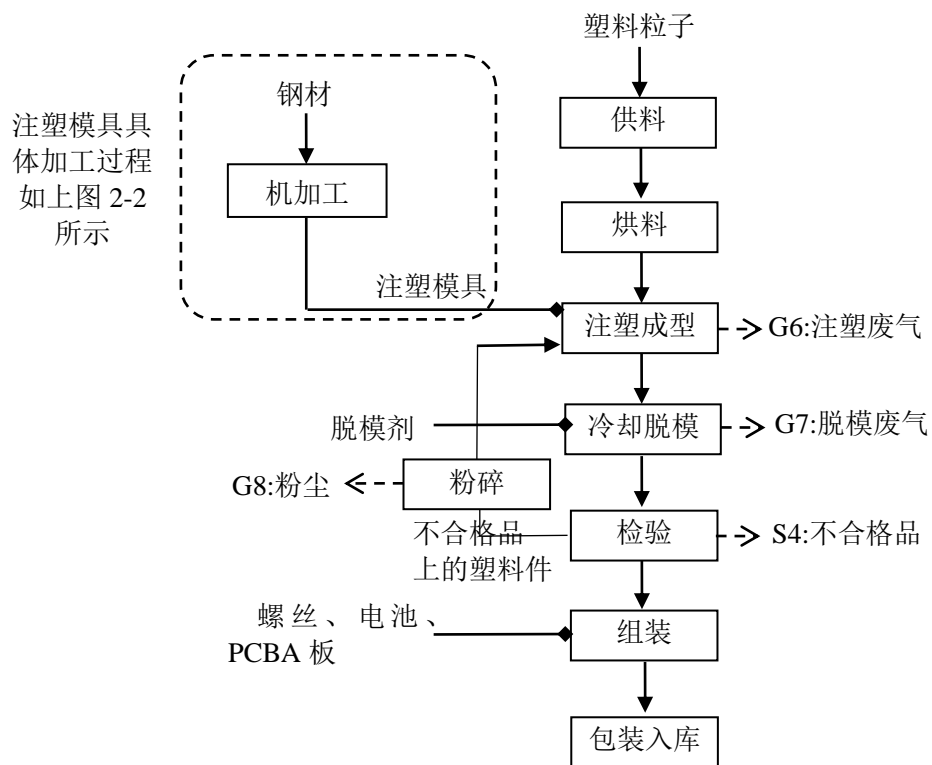 塑料粒子
钢材
供料
注塑模具具
体加工过程
如上图 2-2
所示
机加工
烘料
注塑模具
注塑成型
G6:注塑废气
脱模剂
冷却脱模
G7:脱模废气
G8:粉尘
粉碎
不合格品
上的塑料件
检验
S4:不合格品
螺丝、电池、
PCBA 板
组装
包装入库